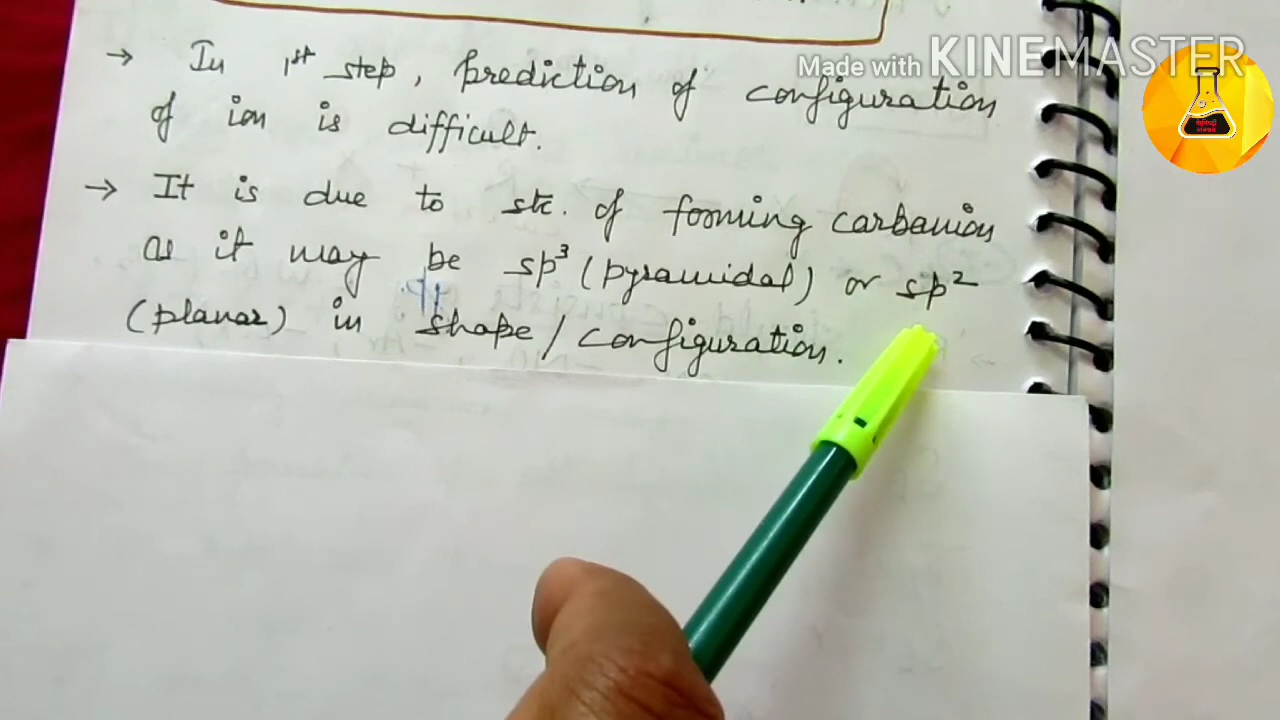 Made with KINEMASTER
→ In 1st step, prediction of configuration
of ion is difficult.
→ It is due to stc. of forming carbanion
as it may be sp³ (pyramidal) or sp²
(planar) in shape / configuration.